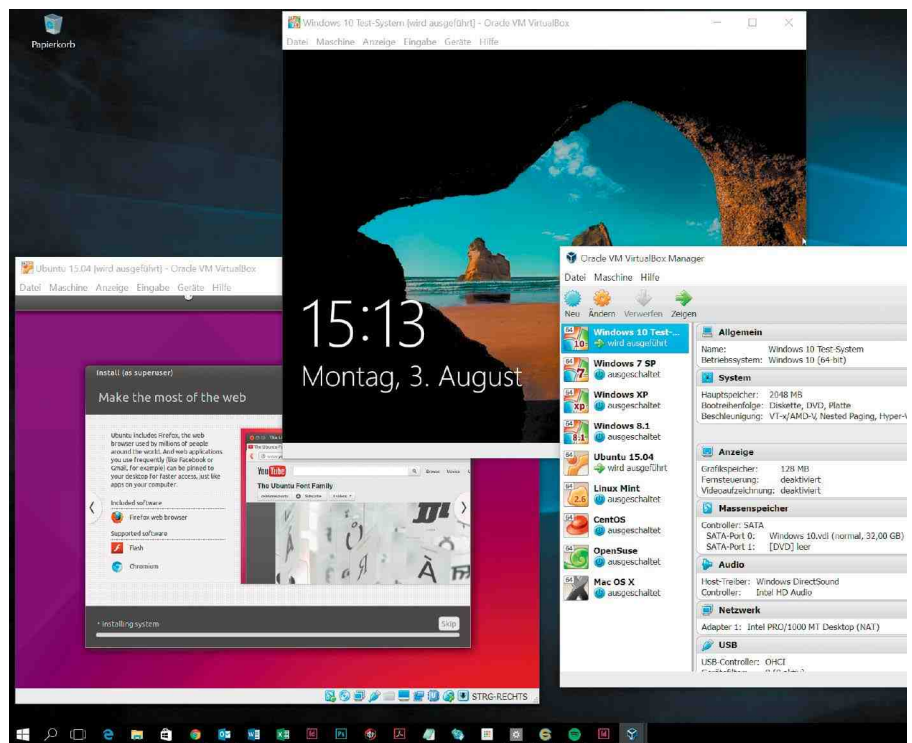 Papierkorb
Windows 10 Test-System [wird ausgeführt] - Oracle VM VirtualBox
Datei Maschine Anzeige Eingabe Geräte Hilfe
15:13
Montag, 3. August
Ubuntu 15.04 [wird ausgeführt] - Oracle VM VirtualBox
Datei Maschine Anzeige Eingabe Geräte Hilfe
Install (as superuser)
Make the most of the web
Ubuntu includes Firefox, the web
browser used by millions of people
around the world. And web applications
you use frequently (like Facebook or
Gmail, for example) can be pinned to
your desktop for faster access, just like
apps on your computer.
Included software
Firefox web browser
Supported software
Flash
Chromium
YouTube
The Ubuntu Font Family
Installing system
Skip
STRG-RECHTS
Oracle VM VirtualBox Manager
Datei Maschine Hilfe
Neu Ändern Verwerfen Zeigen
Windows 10 Test-...
wird ausgeführt
Windows 7 SP
ausgeschaltet
Windows XP
ausgeschaltet
Windows 8.1
ausgeschaltet
Ubuntu 15.04
wird ausgeführt
Linux Mint
ausgeschaltet
CentOS
ausgeschaltet
OpenSuse
ausgeschaltet
Mac OS X
ausgeschaltet
Allgemein
Name: Windows 10 Test-System
Betriebssystem: Windows 10 (64-bit)
System
Hauptspeicher: 2048 MB
Bootreihenfolge: Diskette, DVD, Platte
Beschleunigung: VT-x/AMD-V, Nested Paging, Hyper-V
Anzeige
Grafikspeicher: 128 MB
Fernsteuerung: deaktiviert
Videoaufzeichnung: deaktiviert
Massenspeicher
Controller: SATA
SATA-Port 0: Windows 10.vdi (normal, 32,00 GB)
SATA-Port 1: [DVD] leer
Audio
Host-Treiber: Windows DirectSound
Controller: Intel HD Audio
Netzwerk
Adapter 1: Intel PRO/1000 MT Desktop (NAT)
USB
USB-Controller: OHCI